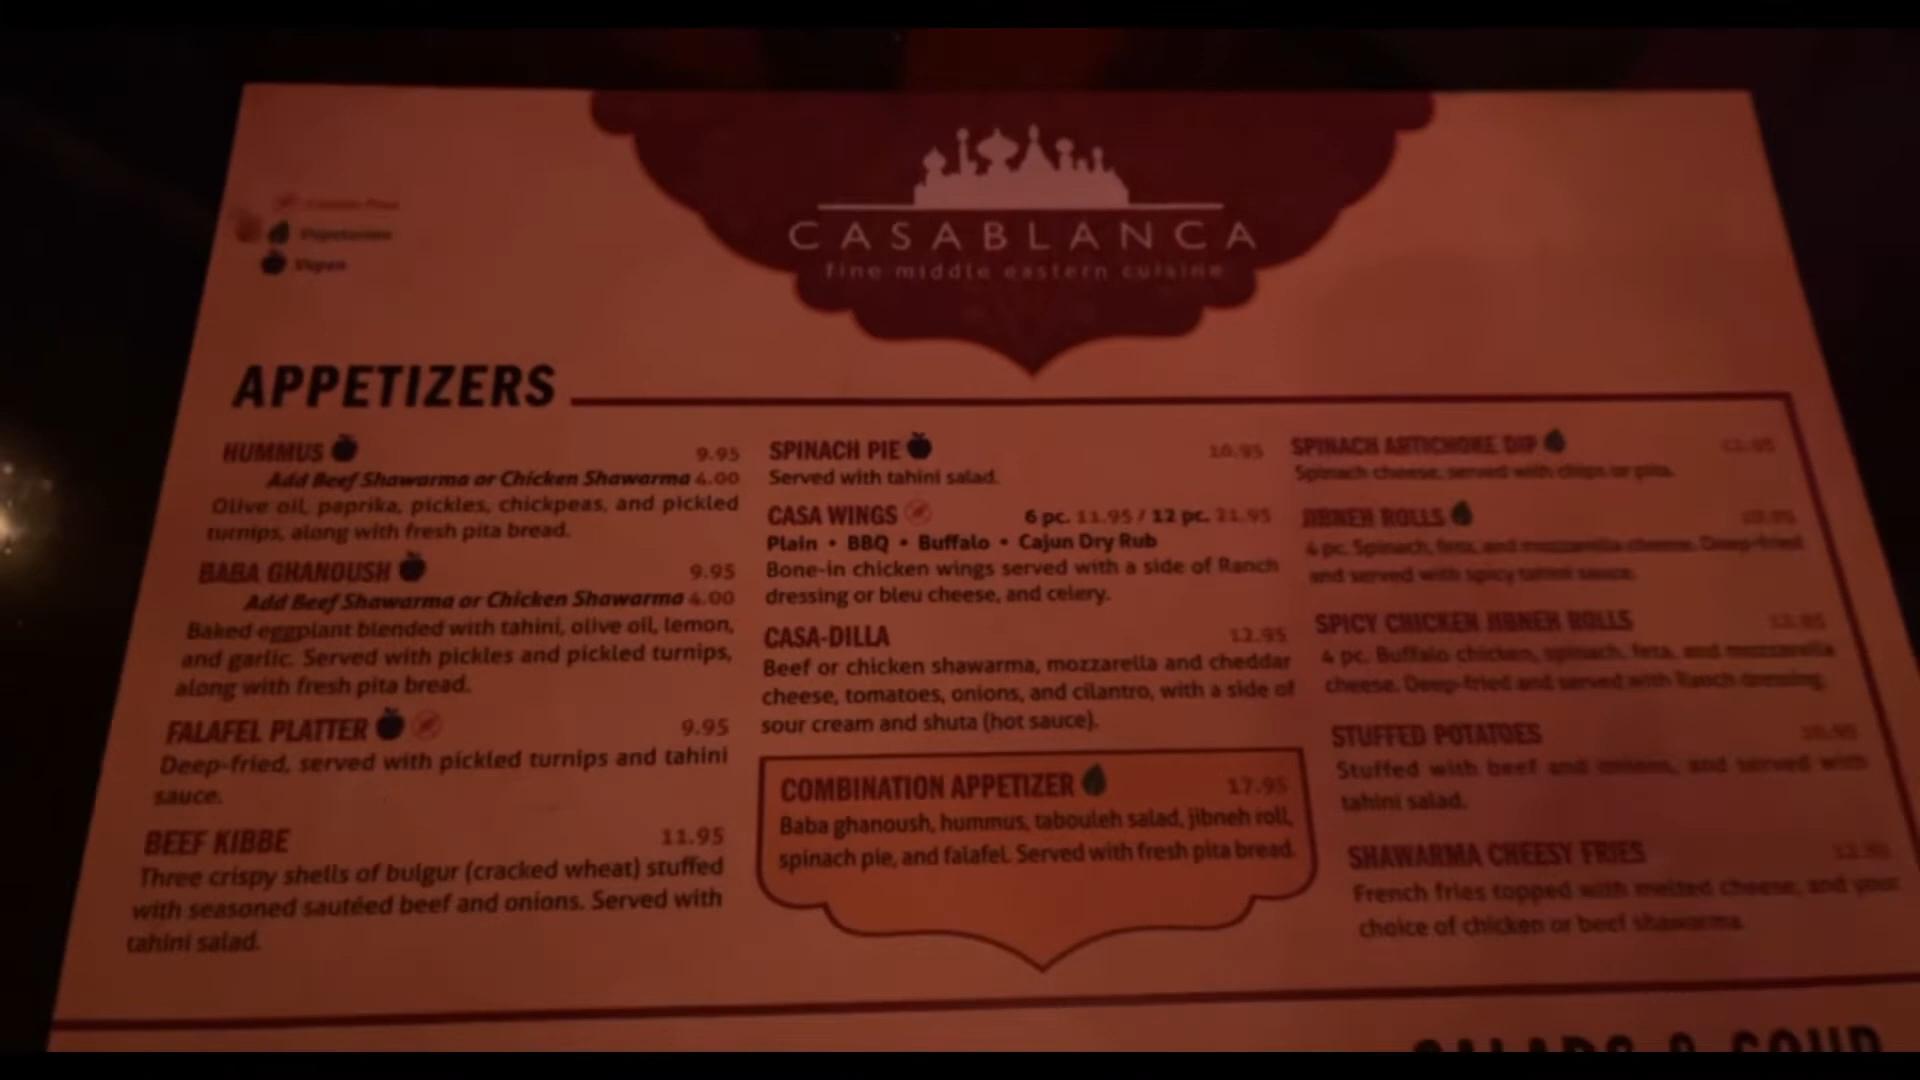 CASABLANCA
fine middle eastern cuisine
Gluten Free
Vegetarian
Vegan
APPETIZERS
HUMMUS 9.95
Add Beef Shawarma or Chicken Shawarma 4.00
Olive oil, paprika, pickles, chickpeas, and pickled
turnips, along with fresh pita bread.
BABA GHANOUSH 9.95
Add Beef Shawarma or Chicken Shawarma 4.00
Baked eggplant blended with tahini, olive oil, lemon,
and garlic. Served with pickles and pickled turnips,
along with fresh pita bread.
FALAFEL PLATTER 9.95
Deep-fried, served with pickled turnips and tahini
sauce.
BEEF KIBBE 11.95
Three crispy shells of bulgur (cracked wheat) stuffed
with seasoned sautéed beef and onions. Served with
tahini salad.
SPINACH PIE 10.95
Served with tahini salad.
CASA WINGS 6 pc. 11.95 / 12 pc. 21.95
Plain • BBQ • Buffalo • Cajun Dry Rub
Bone-in chicken wings served with a side of Ranch
dressing or bleu cheese, and celery.
CASA-DILLA 12.95
Beef or chicken shawarma, mozzarella and cheddar
cheese, tomatoes, onions, and cilantro, with a side of
sour cream and shuta (hot sauce).
COMBINATION APPETIZER 17.95
Baba ghanoush, hummus, tabouleh salad, jibneh roll,
spinach pie, and falafel. Served with fresh pita bread.
SPINACH ARTICHOKE DIP
Spinach cheese, served with chips or pita.
JIBNEH ROLLS
4 pc. Spinach, feta, and mozzarella cheese. Deep-fried
and served with spicy tahini sauce.
SPICY CHICKEN JIBNEH ROLLS
4 pc. Buffalo chicken, spinach, feta, and mozzarella
cheese. Deep-fried and served with Ranch dressing.
STUFFED POTATOES
Stuffed with beef and onions, and served with
tahini salad.
SHAWARMA CHEESY FRIES
French fries topped with melted cheese, and your
choice of chicken or beef shawarma.
SALADS & SOUP